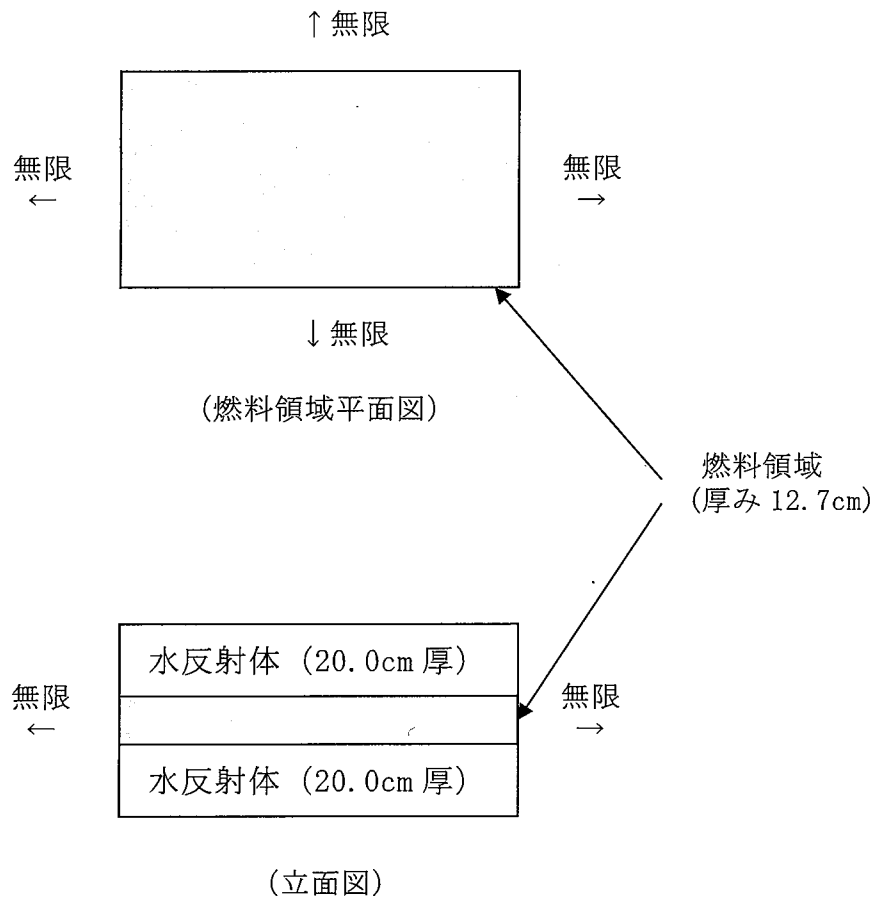 ↑無限
無限
←
無限
→
↓無限
(燃料領域平面図)
燃料領域
(厚み 12.7cm)
水反射体 (20.0cm 厚)
無限
←
無限
→
水反射体 (20.0cm 厚)
(立面図)